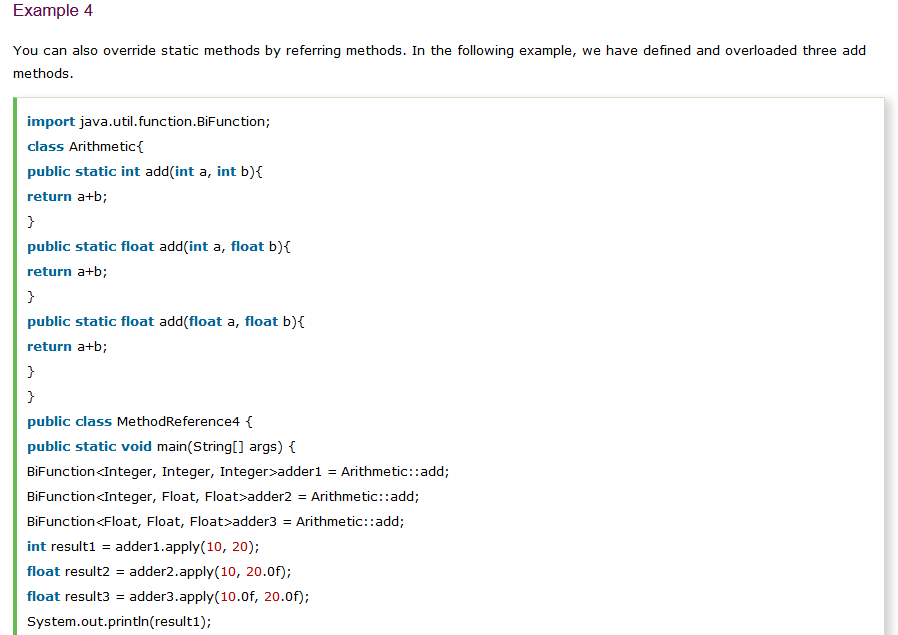 Example 4
You can also override static methods by referring methods. In the following example, we have defined and overloaded three add
methods.
import java.util.function.BiFunction;
class Arithmetic{
public static int add(int a, int b){
return a+b;
}
public static float add(int a, float b){
return a+b;
}
public static float add(float a, float b){
return a+b;
}
}
public class MethodReference4 {
public static void main(String[] args) {
BiFunction<Integer, Integer, Integer>adder1 = Arithmetic::add;
BiFunction<Integer, Float, Float>adder2 = Arithmetic::add;
BiFunction<Float, Float, Float>adder3 = Arithmetic::add;
int result1 = adder1.apply(10, 20);
float result2 = adder2.apply(10, 20.0f);
float result3 = adder3.apply(10.0f, 20.0f);
System.out.println(result1);